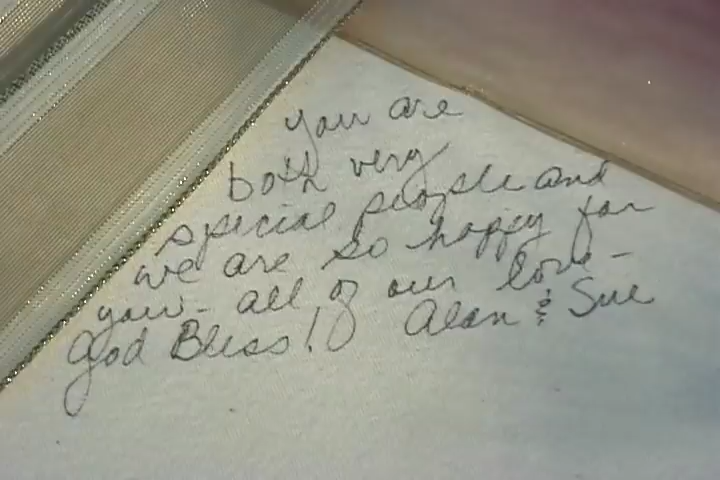 you are
both very
special people and
we are so happy for
you - all of our love -
God Bless! Alan & Sue